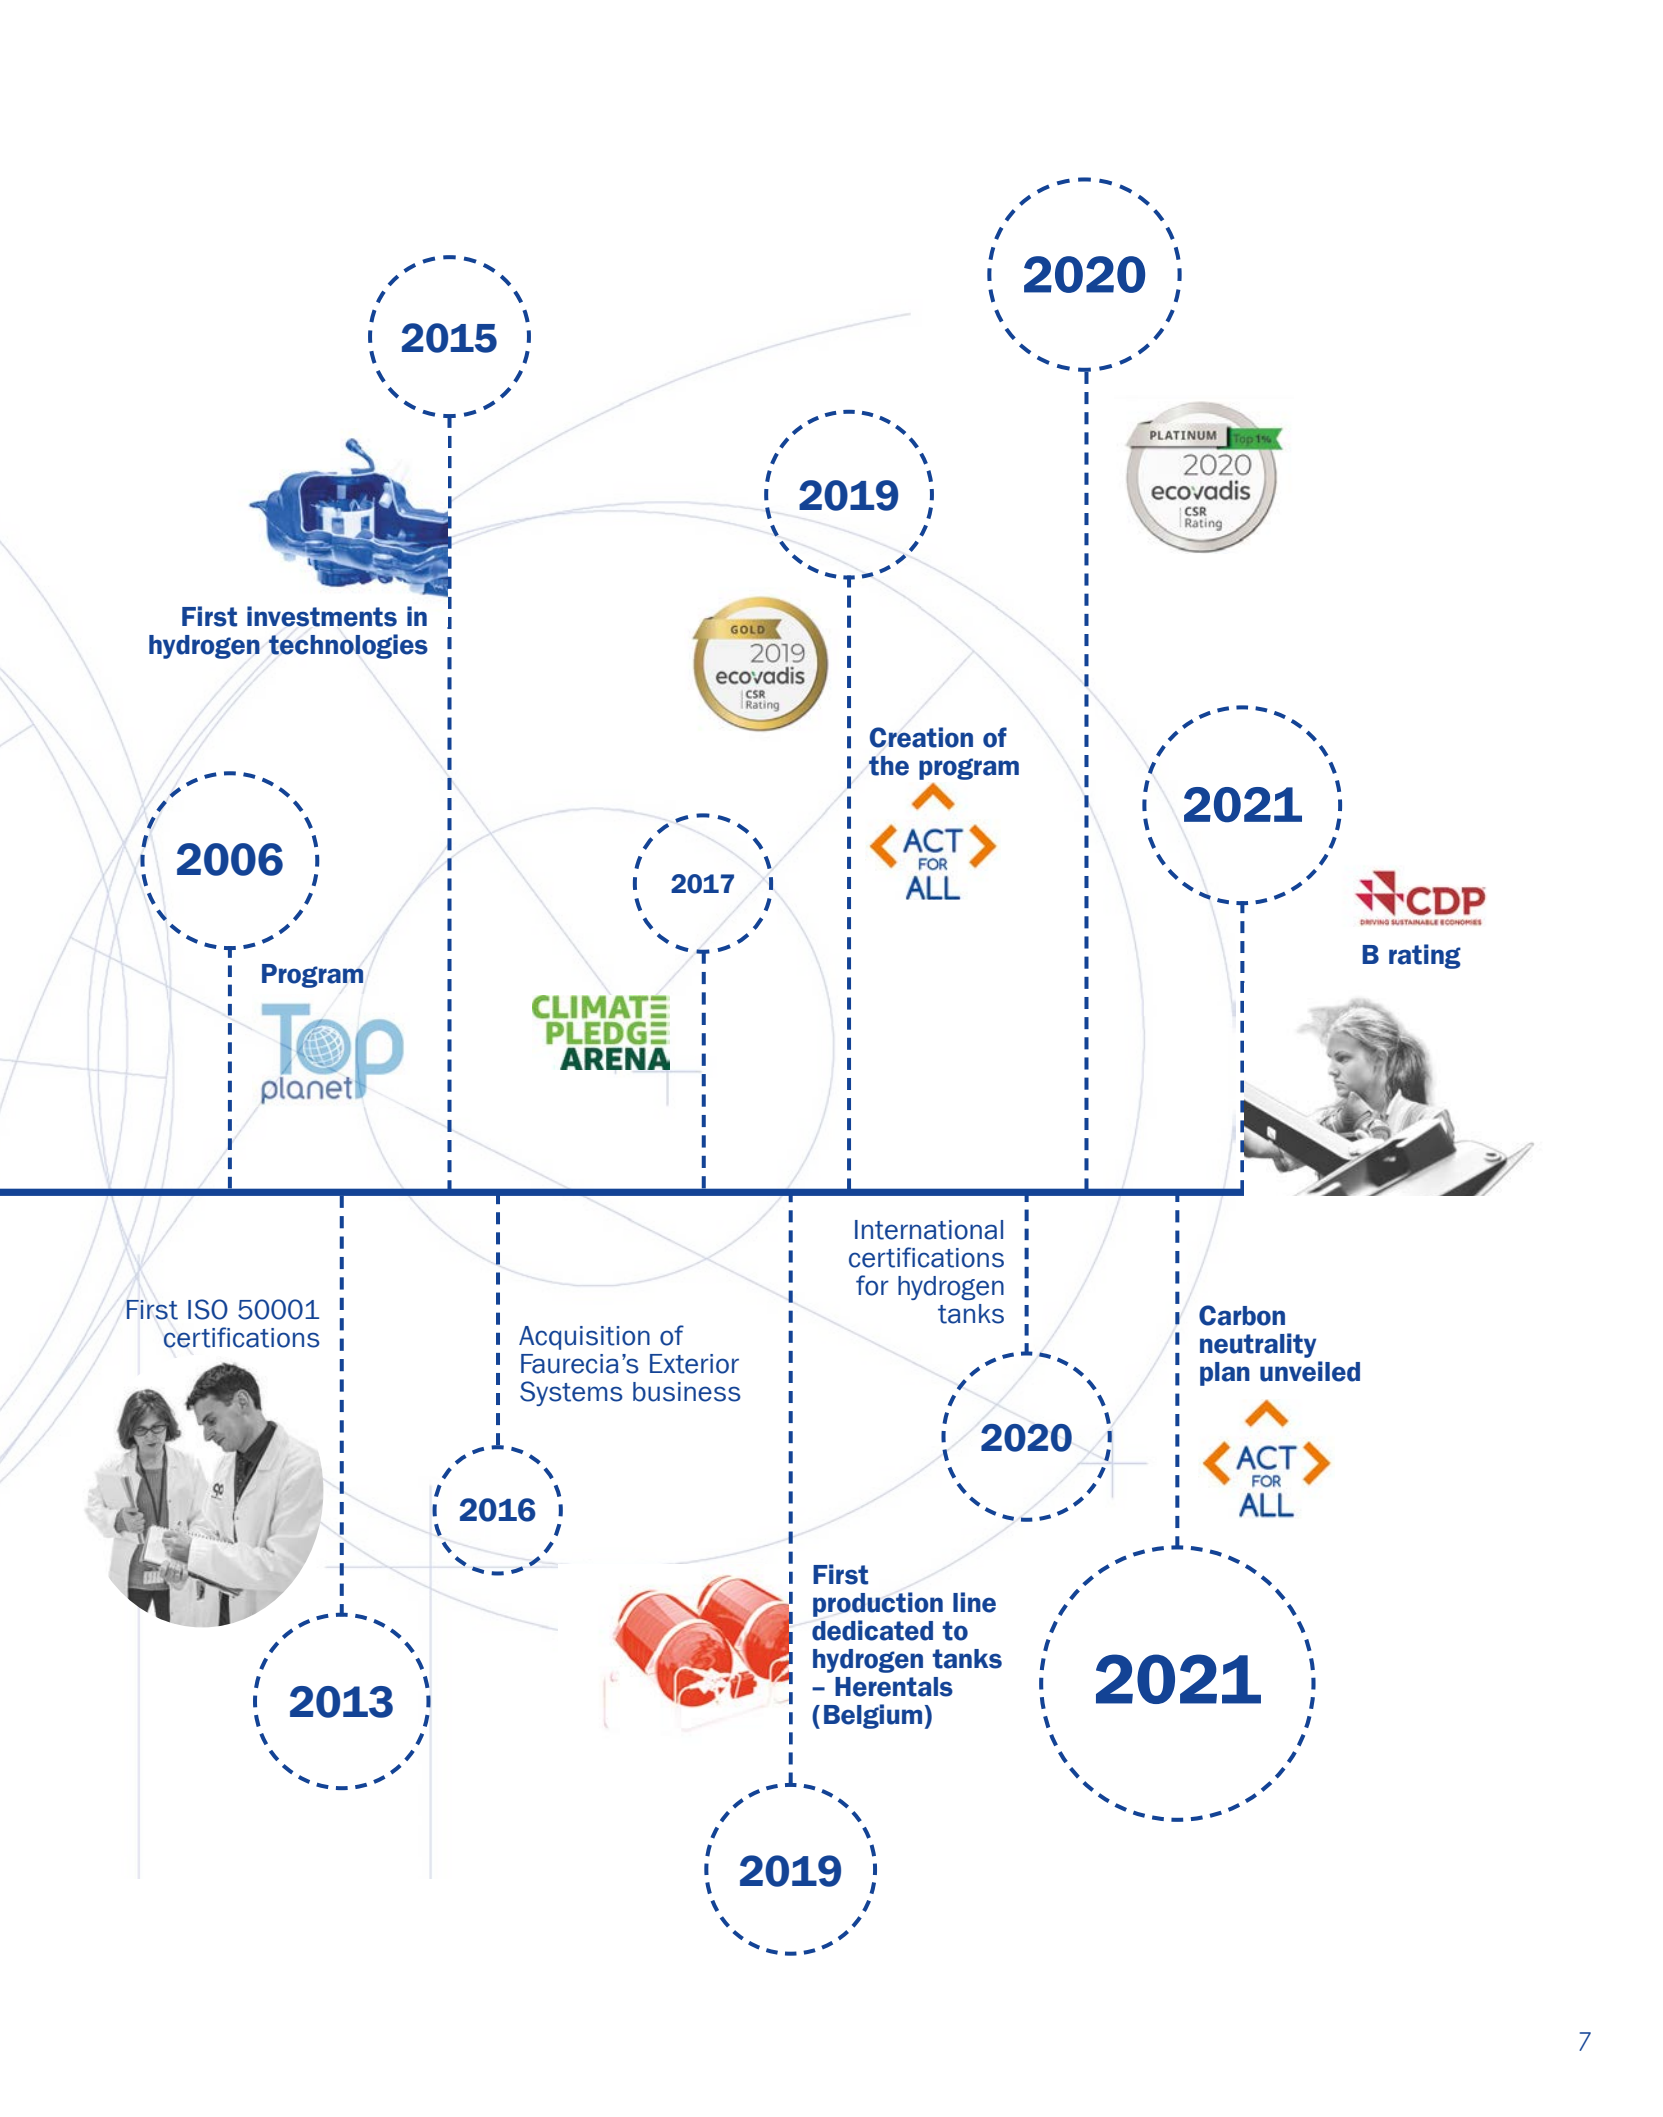 2020
2015
PLATINUM
Top 1%
2020
ecovadis
CSR
Rating
2019
First investments in
hydrogen technologies
GOLD
2019
ecovadis
CSR
Rating
Creation of
the program
ACT
FOR
ALL
2021
2006
2017
CDP
DRIVING SUSTAINABLE ECONOMIES
B rating
Program
Top
planet
CLIMATE
PLEDGE
ARENA
International
certifications
for hydrogen
tanks
First ISO 50001
certifications
Acquisition of
Faurecia’s Exterior
Systems business
Carbon
neutrality
plan unveiled
ACT
FOR
ALL
2020
2016
First
production line
dedicated to
hydrogen tanks
– Herentals
(Belgium)
2013
2021
2019
7